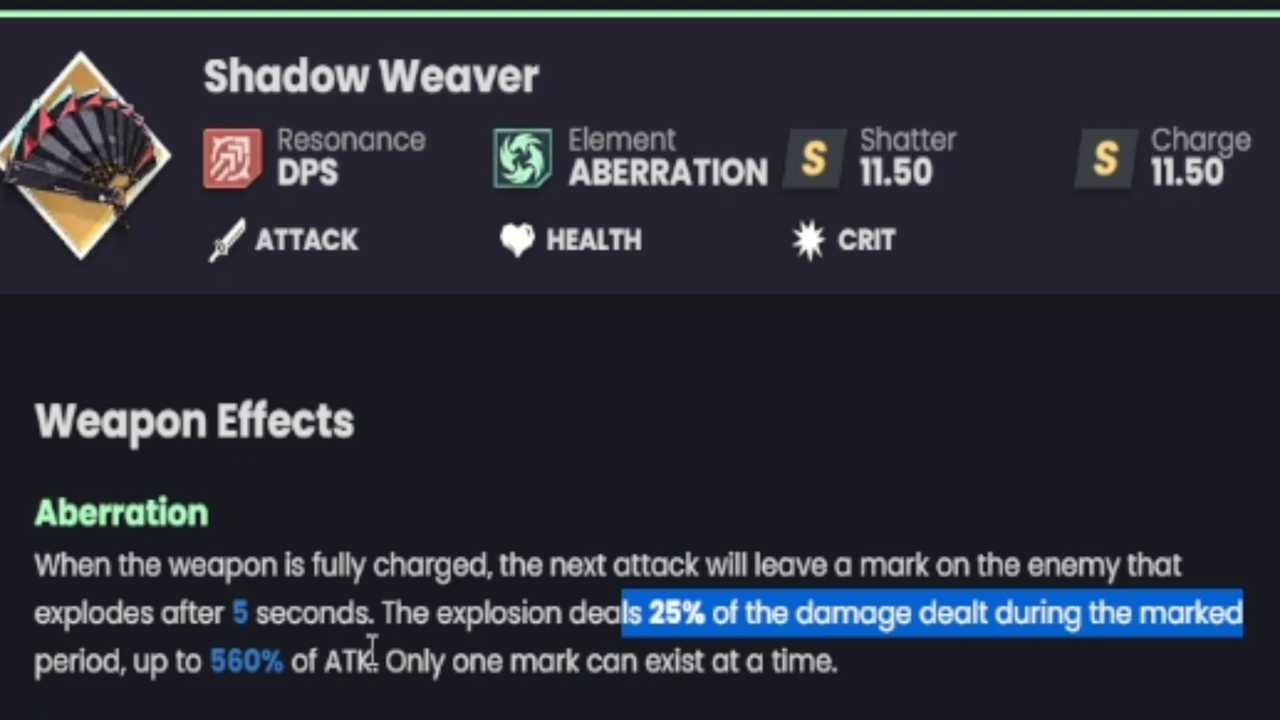 Shadow Weaver
Resonance
DPS
Element
ABERRATION
S
Shatter
11.50
S
Charge
11.50
ATTACK
HEALTH
CRIT
Weapon Effects
Aberration
When the weapon is fully charged, the next attack will leave a mark on the enemy that
explodes after 5 seconds. The explosion deals 25% of the damage dealt during the marked
period, up to 560% of ATK. Only one mark can exist at a time.